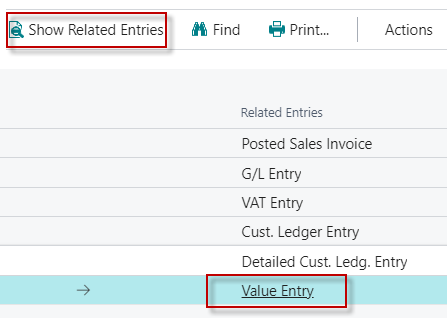 Show Related Entries Find Print... Actions
Related Entries
Posted Sales Invoice
G/L Entry
VAT Entry
Cust. Ledger Entry
Detailed Cust. Ledg. Entry
Value Entry